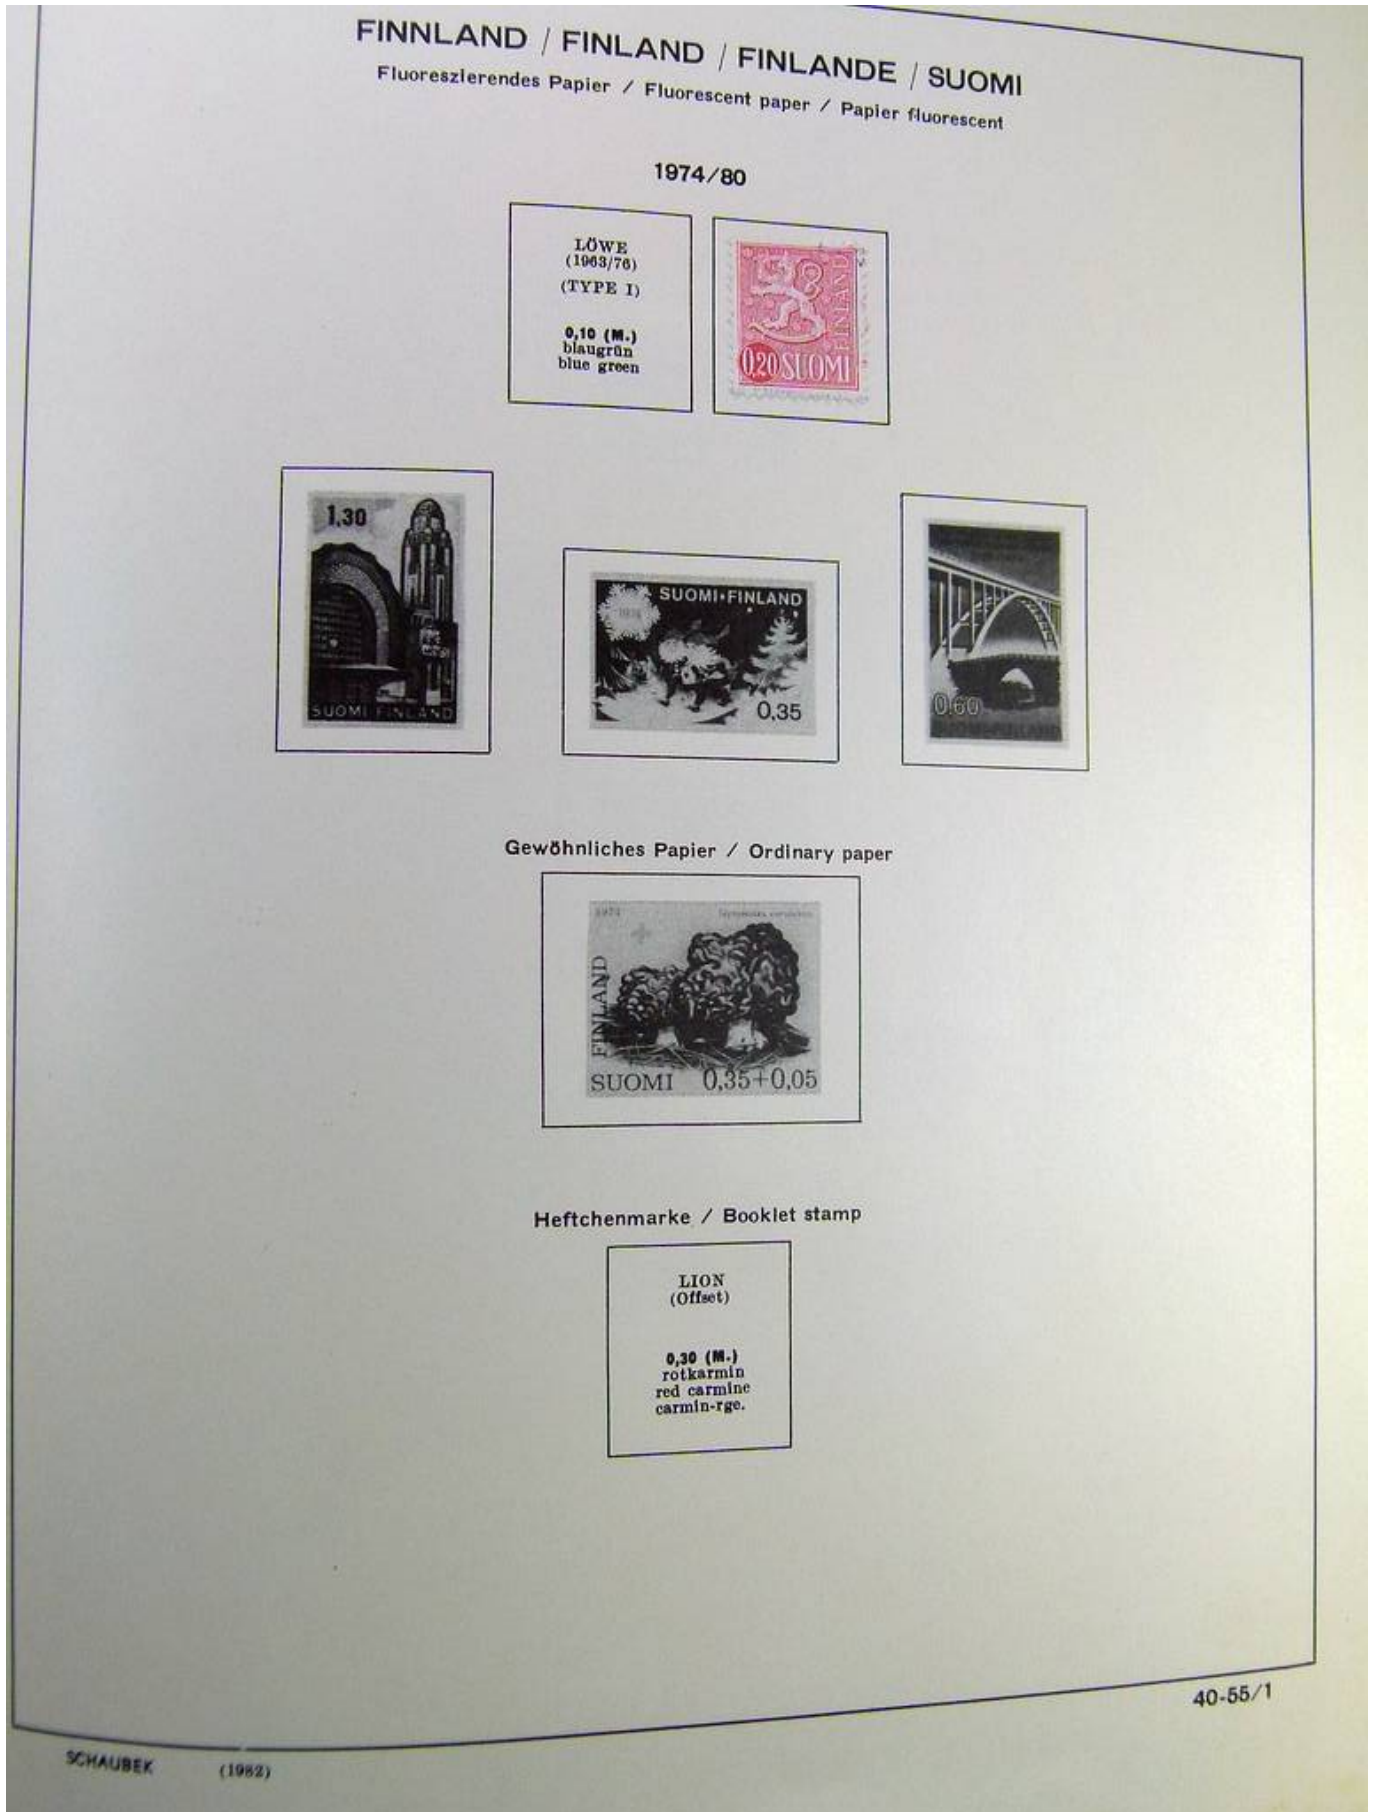 FINNLAND / FINLAND / FINLANDE / SUOMI
Fluoreszierendes Papier / Fluorescent paper / Papier fluorescent
1974/80
LÖWE
(1963/76)
(TYPE I)
0,10 (M.)
blaugrün
blue green
FINLAND
0,20 SUOMI
1,30
SUOMI FINLAND
SUOMI•FINLAND
0,35
0.60
Gewöhnliches Papier / Ordinary paper
FINLAND
SUOMI 0,35+0,05
Heftchenmarke / Booklet stamp
LION
(Offset)
0,30 (M.)
rotkarmin
red carmine
carmin-rge.
40-55/1
SCHAUBEK (1982)